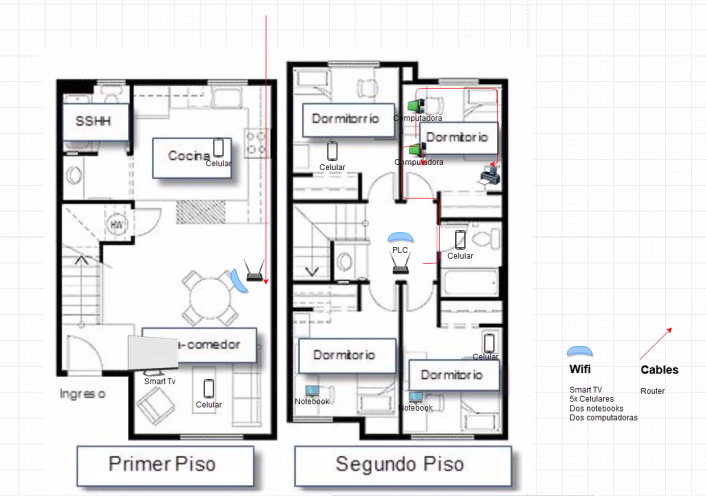 SSHH
Cocina
Celular
HW
a-comedor
Smart Tv
Celular
Ingreso
Primer Piso
Dormitorrio
Celular
Computadora
Dormitorio
Computadora
PLC
Celular
Dormitorio
Notebook
Celular
Dormitorio
Notebook
Segundo Piso
Wifi
Smart TV
5x Celulares
Dos notebooks
Dos computadoras
Cables
Router